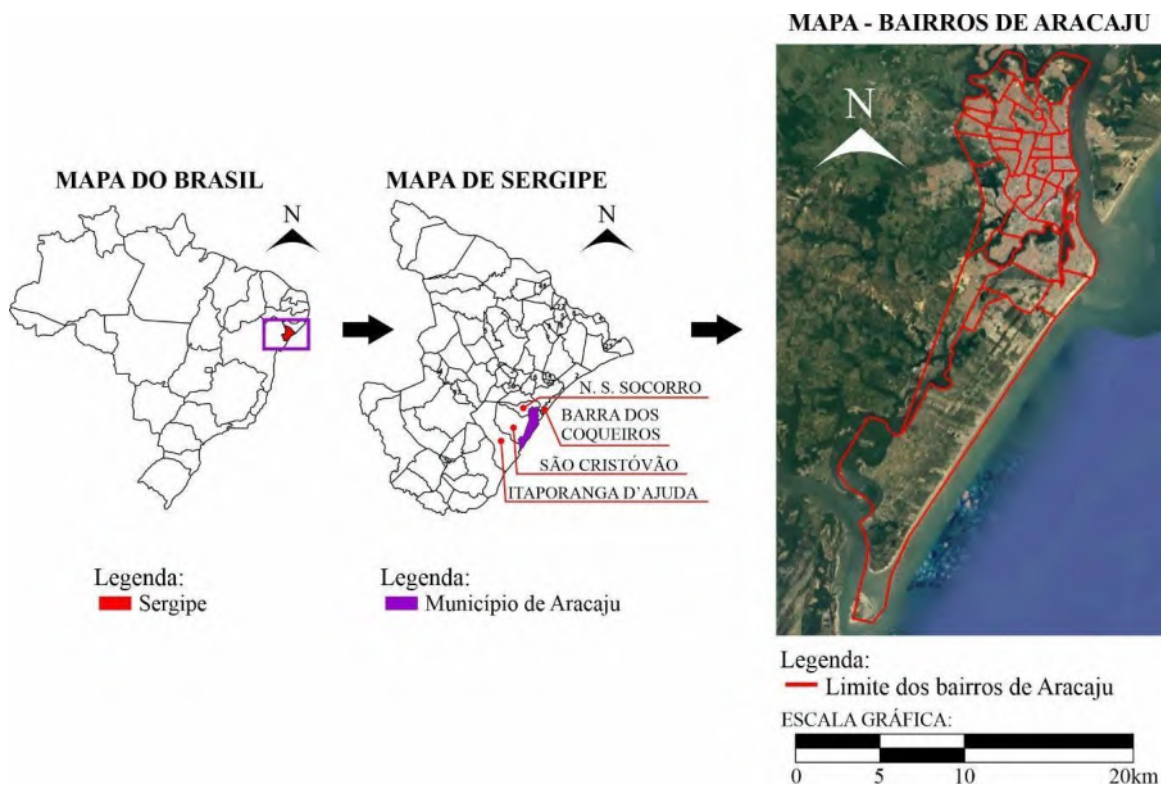 MAPA DO BRASIL
N
Legenda:
Sergipe
MAPA DE SERGIPE
N
N. S. SOCORRO
BARRA DOS
COQUEIROS
SÃO CRISTÓVÃO
ITAPORANGA D'AJUDA
Legenda:
Município de Aracaju
MAPA - BAIRROS DE ARACAJU
N
Legenda:
Limite dos bairros de Aracaju
ESCALA GRÁFICA:
0 5 10 20km